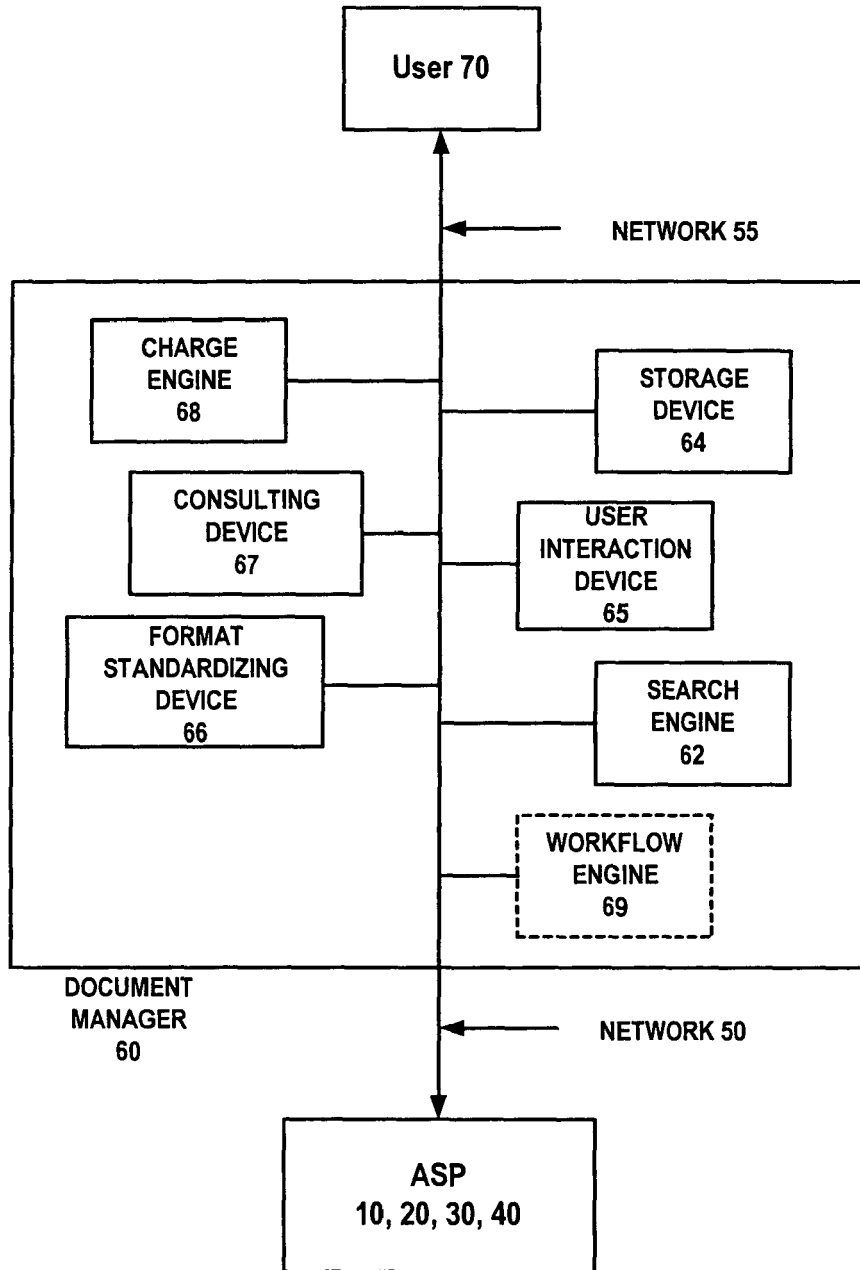 User 70
NETWORK 55
CHARGE
ENGINE
68
STORAGE
DEVICE
64
CONSULTING
DEVICE
67
USER
INTERACTION
DEVICE
65
FORMAT
STANDARDIZING
DEVICE
66
SEARCH
ENGINE
62
WORKFLOW
ENGINE
69
DOCUMENT
MANAGER
60
NETWORK 50
ASP
10, 20, 30, 40